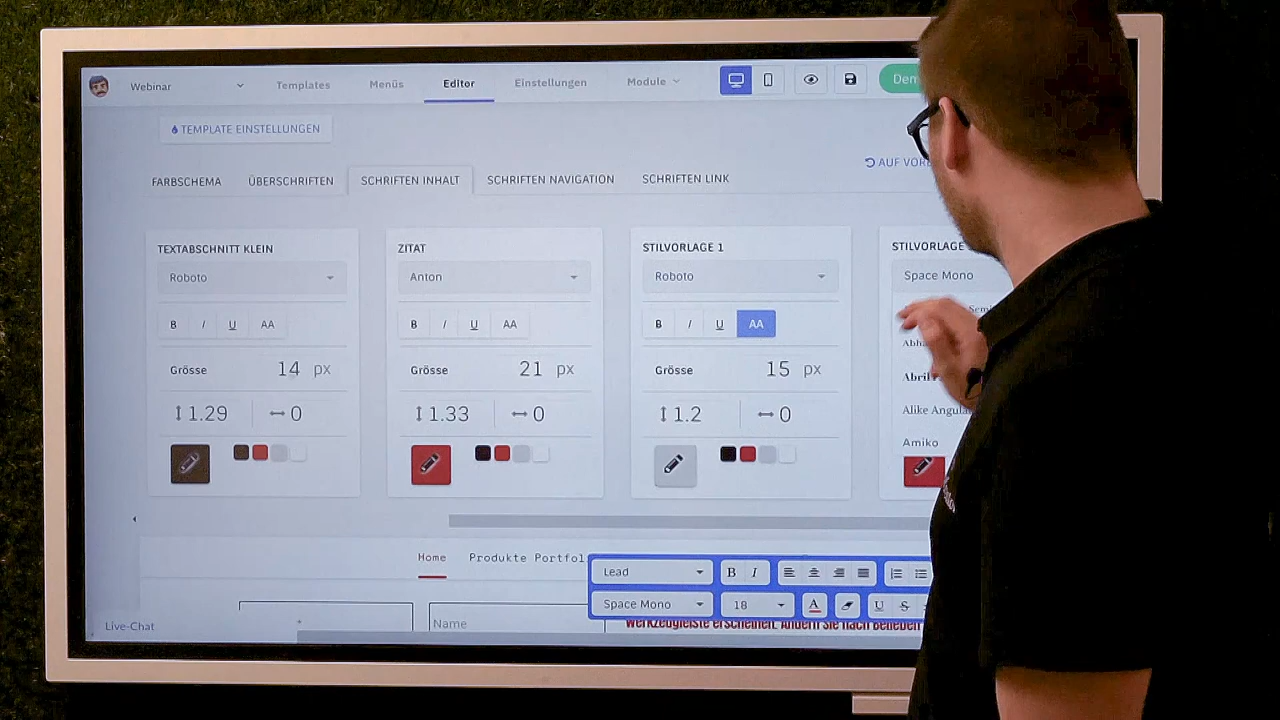 Webinar Templates Menüs Editor Einstellungen Module
TEMPLATE EINSTELLUNGEN
AUF
FARBSCHEMA ÜBERSCHRIFTEN SCHRIFTEN INHALT SCHRIFTEN NAVIGATION SCHRIFTEN LINK
TEXTABSCHNITT KLEIN
Roboto
B I U AA
Grösse 14 px
1.29 0
ZITAT
Anton
B I U AA
Grösse 21 px
1.33 0
STILVORLAGE 1
Roboto
B I U AA
Grösse 15 px
1.2 0
STILVORLAGE
Space Mono
Alike Angular
Amiko
Home Produkte Portfol
Lead B I
Space Mono 18 A U S
Live-Chat
Name
Werkzeugleiste erscheinen. Ändern Sie nach Belieben